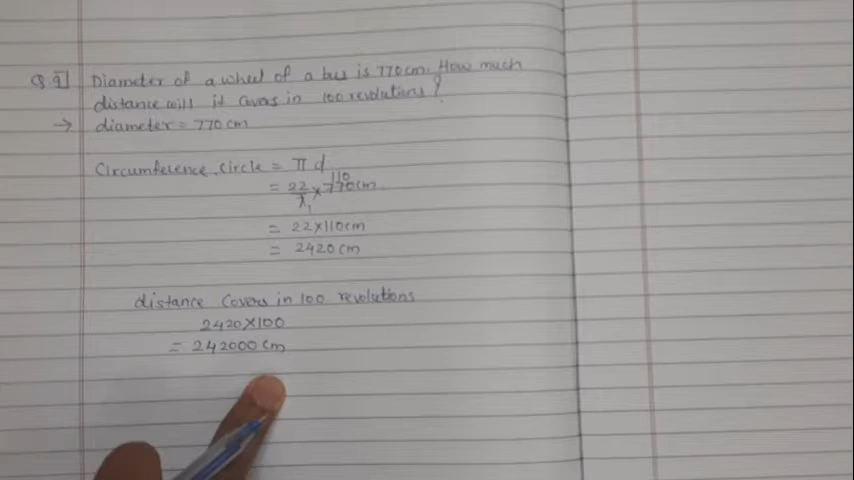 Q 9] Diameter of a wheel of a bus is 770 cm. How much
distance will it covers in 100 revolutions?
→ diameter = 770 cm
Circumference circle = π d
= 22/7 1 × 770 110 cm
= 22 × 110 cm
= 2420 cm
distance covers in 100 revolutions
2420 × 100
= 242000 cm